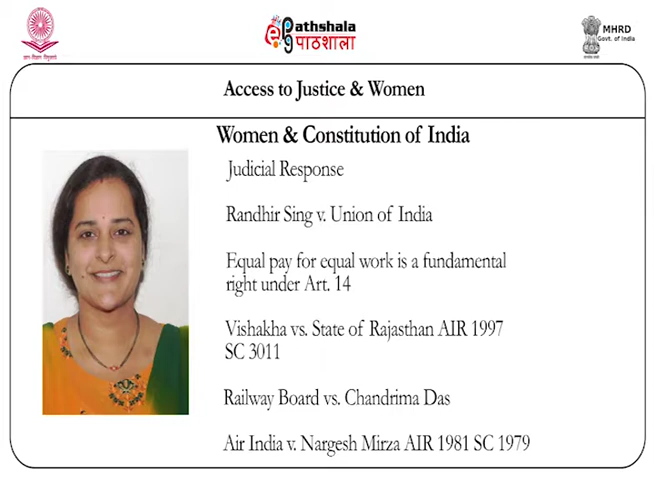 Pathshala
पाठशाला
MHRD
Govt. of India
Access to Justice & Women
Women & Constitution of India
Judicial Response
Randhir Sing v. Union of India
Equal pay for equal work is a fundamental
right under Art. 14
Vishakha vs. State of Rajasthan AIR 1997
SC 3011
Railway Board vs. Chandrima Das
Air India v. Nargesh Mirza AIR 1981 SC 1979